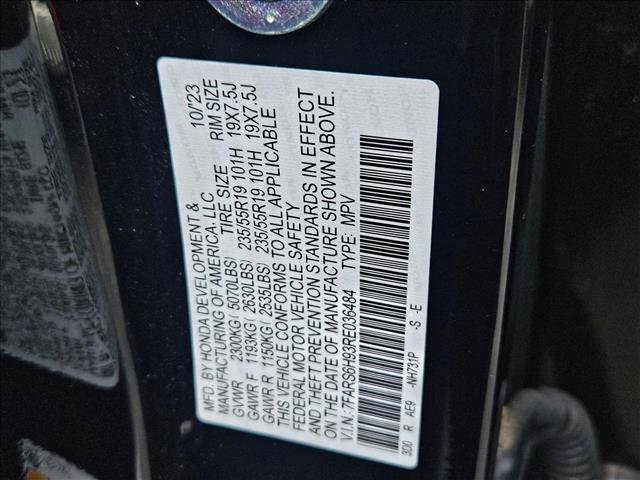 MFD. BY HONDA DEVELOPMENT & 10/'23
MANUFACTURING OF AMERICA, LLC
TIRE SIZE RIM SIZE
GVWR 2300KG( 5070LBS)
GAWR F 1193KG( 2630LBS) 235/55R19 101H 19X7.5J
GAWR R 1150KG( 2535LBS) 235/55R19 101H 19X7.5J
THIS VEHICLE CONFORMS TO ALL APPLICABLE
FEDERAL MOTOR VEHICLE SAFETY
AND THEFT PREVENTION STANDARDS IN EFFECT
ON THE DATE OF MANUFACTURE SHOWN ABOVE.
V.I.N.: 7FARS6H93RE036484 TYPE: MPV
3D0 R AE9 -NH731P -S -E